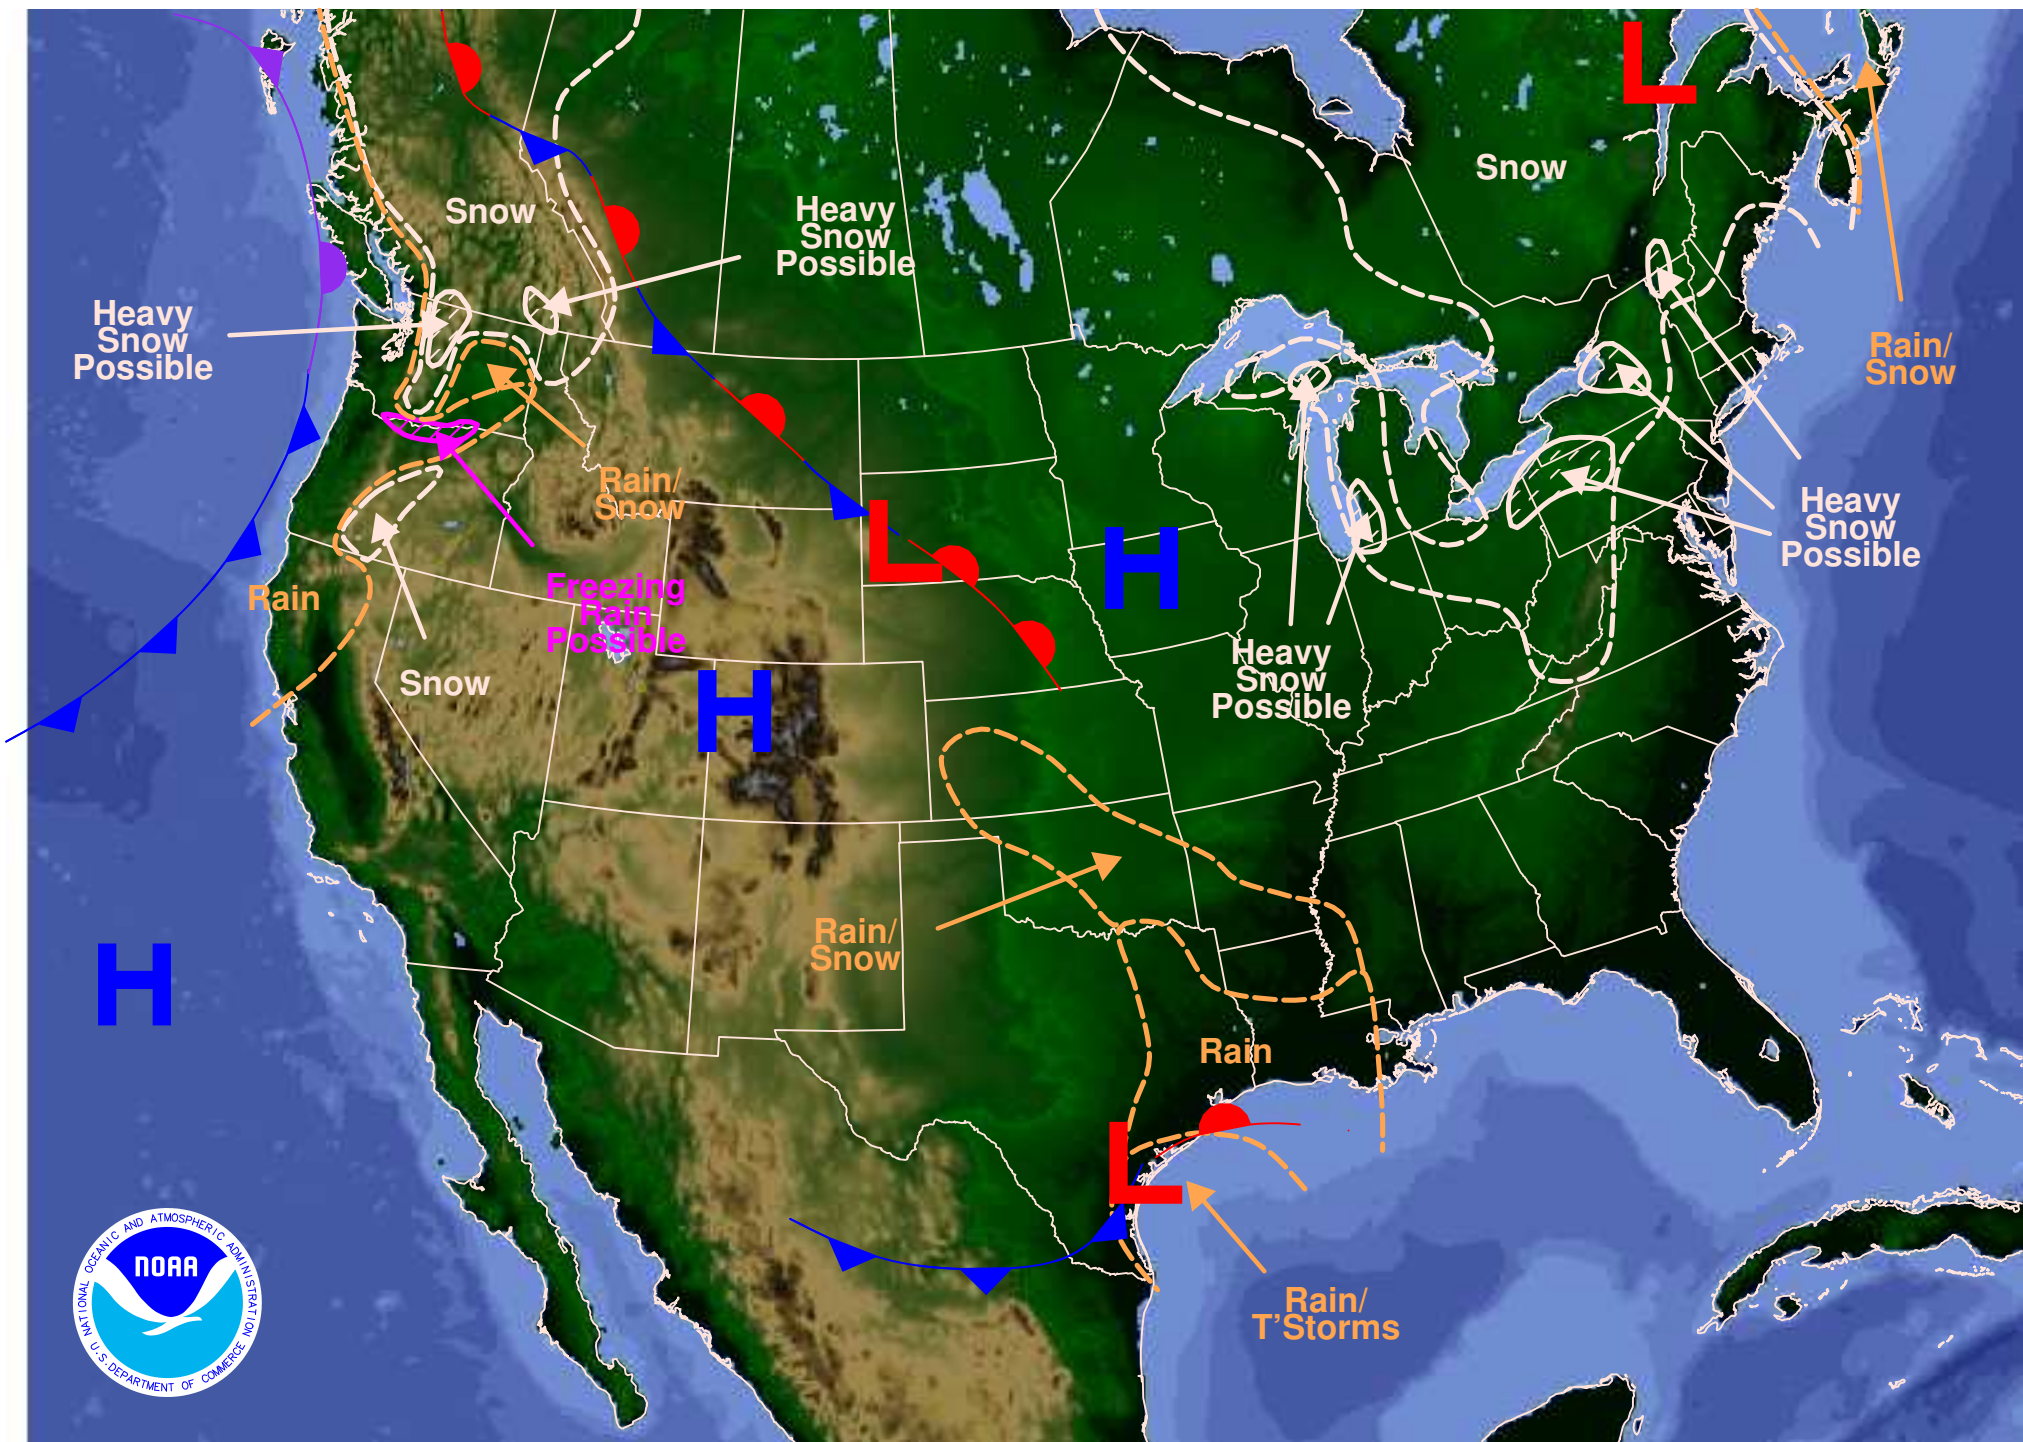 L
Snow
Snow
Heavy
Snow
Possible
Heavy
Snow
Possible
Rain/
Snow
Rain/
Snow
L
H
Heavy
Snow
Possible
Freezing
Rain
Possible
Rain
Snow
H
Heavy
Snow
Possible
Rain/
Snow
H
Rain
L
Rain/
T'Storms
NATIONAL OCEANIC AND ATMOSPHERIC ADMINISTRATION
NOAA
U.S. DEPARTMENT OF COMMERCE